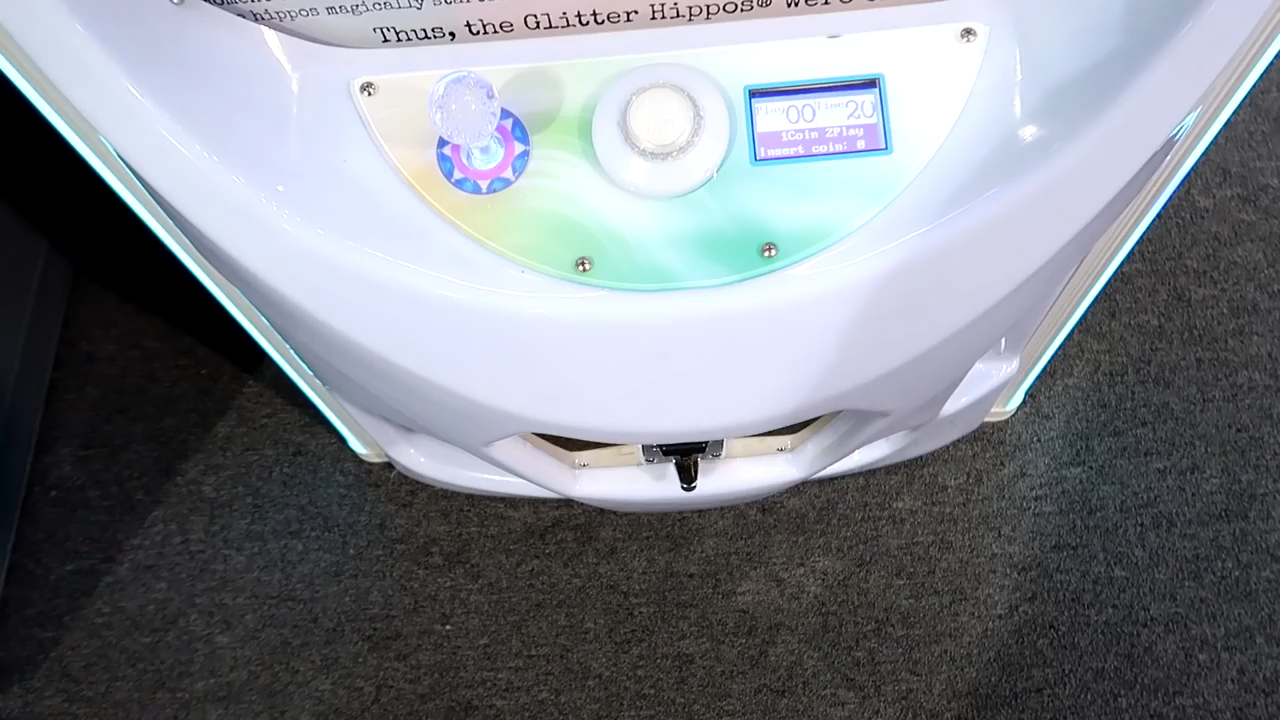 hippos magically
Thus, the Glitter Hippos® were
Play 00 Time 20
1Coin 2Play
Insert coin: 0